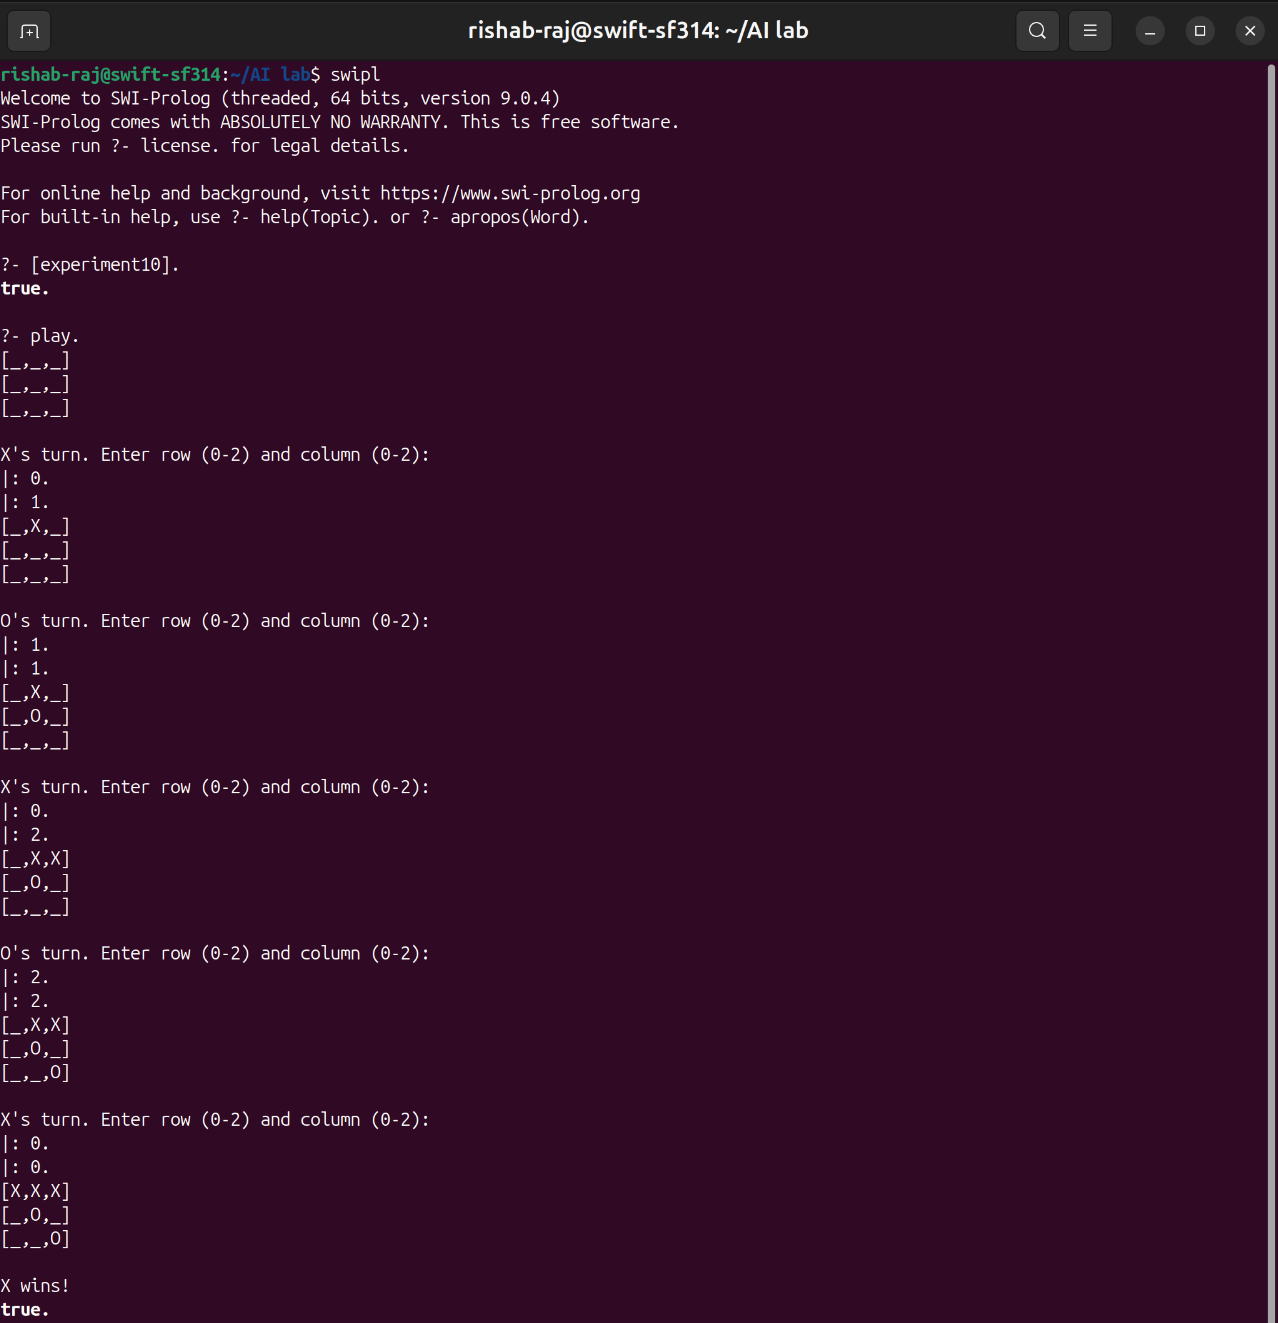 rishab-raj@swift-sf314: ~/AI lab
rishab-raj@swift-sf314:~/AI lab$ swipl
Welcome to SWI-Prolog (threaded, 64 bits, version 9.0.4)
SWI-Prolog comes with ABSOLUTELY NO WARRANTY. This is free software.
Please run ?- license. for legal details.

For online help and background, visit https://www.swi-prolog.org
For built-in help, use ?- help(Topic). or ?- apropos(Word).

?- [experiment10].
true.

?- play.
[_,_,_]
[_,_,_]
[_,_,_]

X's turn. Enter row (0-2) and column (0-2):
|: 0.
|: 1.
[_,X,_]
[_,_,_]
[_,_,_]

O's turn. Enter row (0-2) and column (0-2):
|: 1.
|: 1.
[_,X,_]
[_,O,_]
[_,_,_]

X's turn. Enter row (0-2) and column (0-2):
|: 0.
|: 2.
[_,X,X]
[_,O,_]
[_,_,_]

O's turn. Enter row (0-2) and column (0-2):
|: 2.
|: 2.
[_,X,X]
[_,O,_]
[_,_,O]

X's turn. Enter row (0-2) and column (0-2):
|: 0.
|: 0.
[X,X,X]
[_,O,_]
[_,_,O]

X wins!
true.